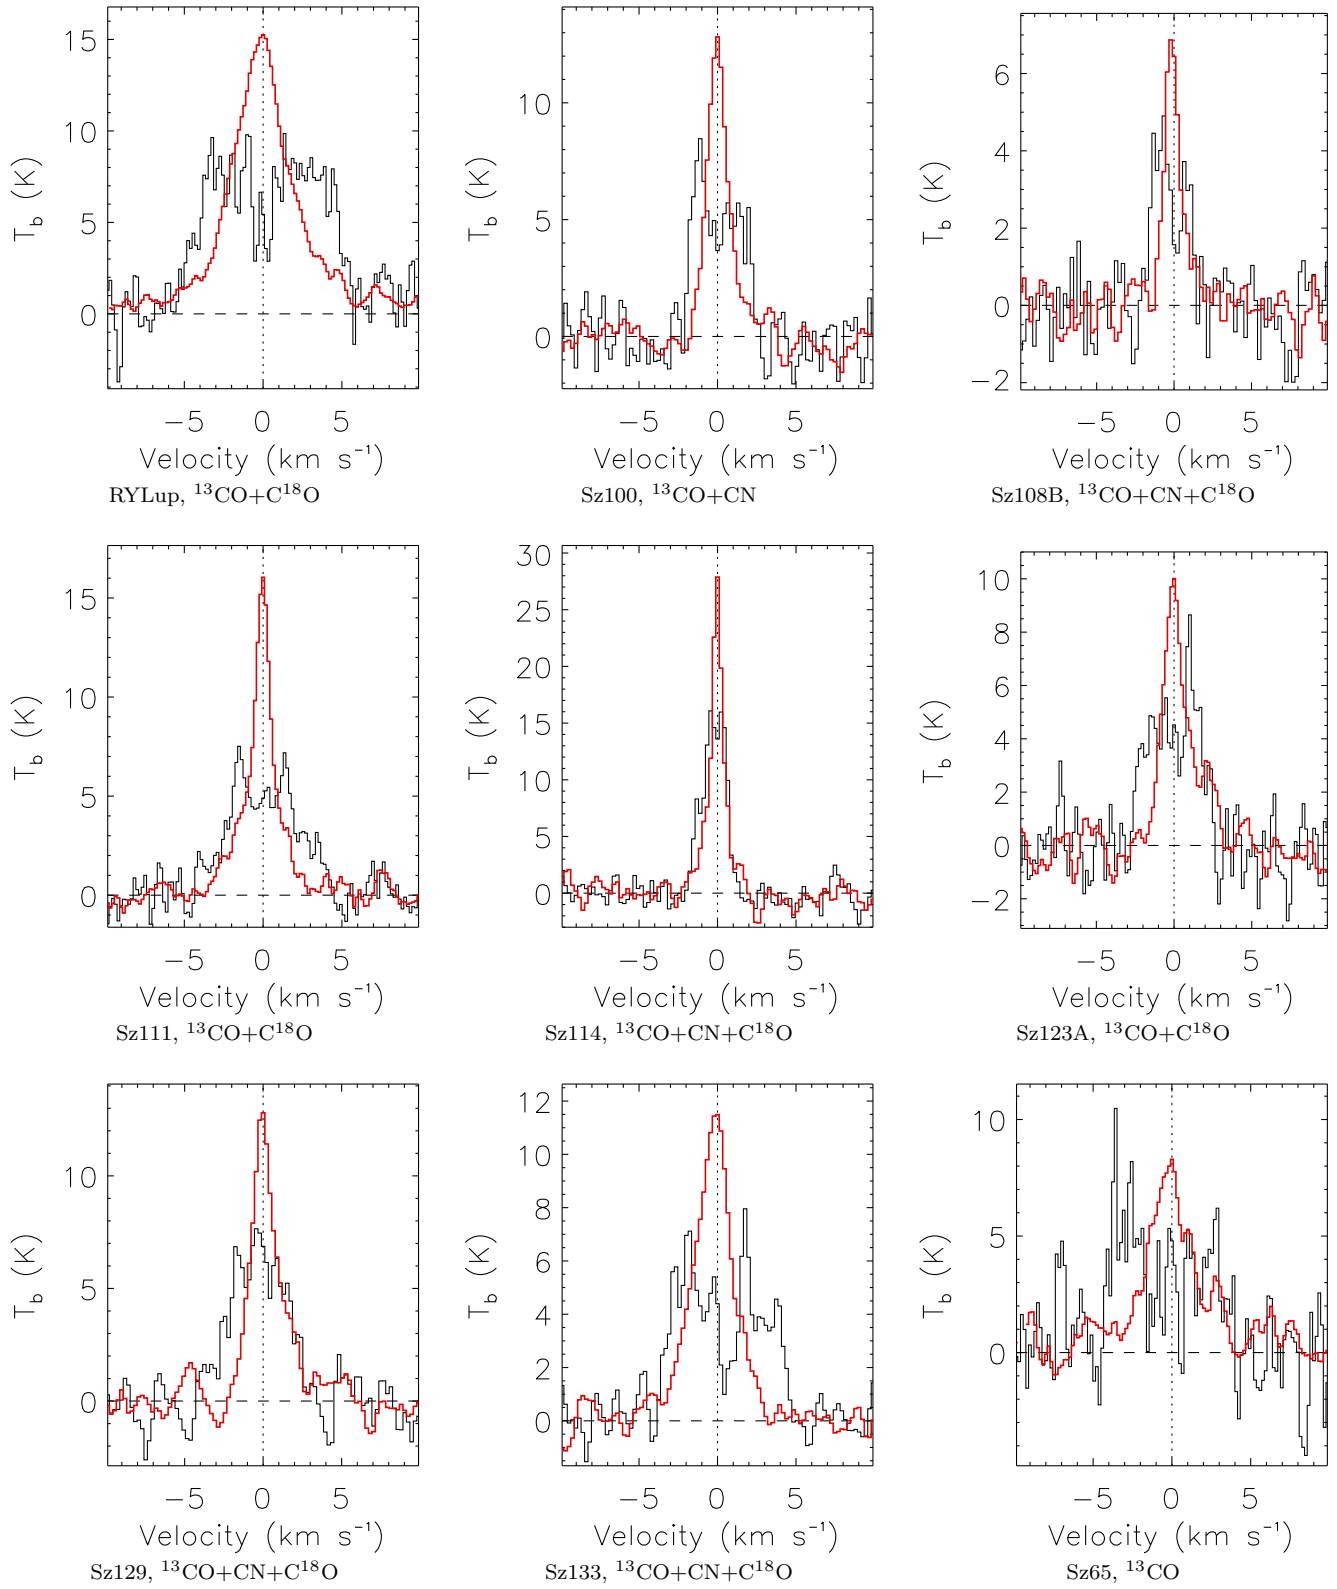 15
10
5
0
T_b (K)
−5 0 5
Velocity (km s⁻¹)
RYLup, ¹³CO+C¹⁸O
10
5
0
T_b (K)
−5 0 5
Velocity (km s⁻¹)
Sz100, ¹³CO+CN
6
4
2
0
−2
T_b (K)
−5 0 5
Velocity (km s⁻¹)
Sz108B, ¹³CO+CN+C¹⁸O
15
10
5
0
T_b (K)
−5 0 5
Velocity (km s⁻¹)
Sz111, ¹³CO+C¹⁸O
30
25
20
15
10
5
0
T_b (K)
−5 0 5
Velocity (km s⁻¹)
Sz114, ¹³CO+CN+C¹⁸O
10
8
6
4
2
0
−2
T_b (K)
−5 0 5
Velocity (km s⁻¹)
Sz123A, ¹³CO+C¹⁸O
10
5
0
T_b (K)
−5 0 5
Velocity (km s⁻¹)
Sz129, ¹³CO+CN+C¹⁸O
12
10
8
6
4
2
0
T_b (K)
−5 0 5
Velocity (km s⁻¹)
Sz133, ¹³CO+CN+C¹⁸O
10
5
0
T_b (K)
−5 0 5
Velocity (km s⁻¹)
Sz65, ¹³CO